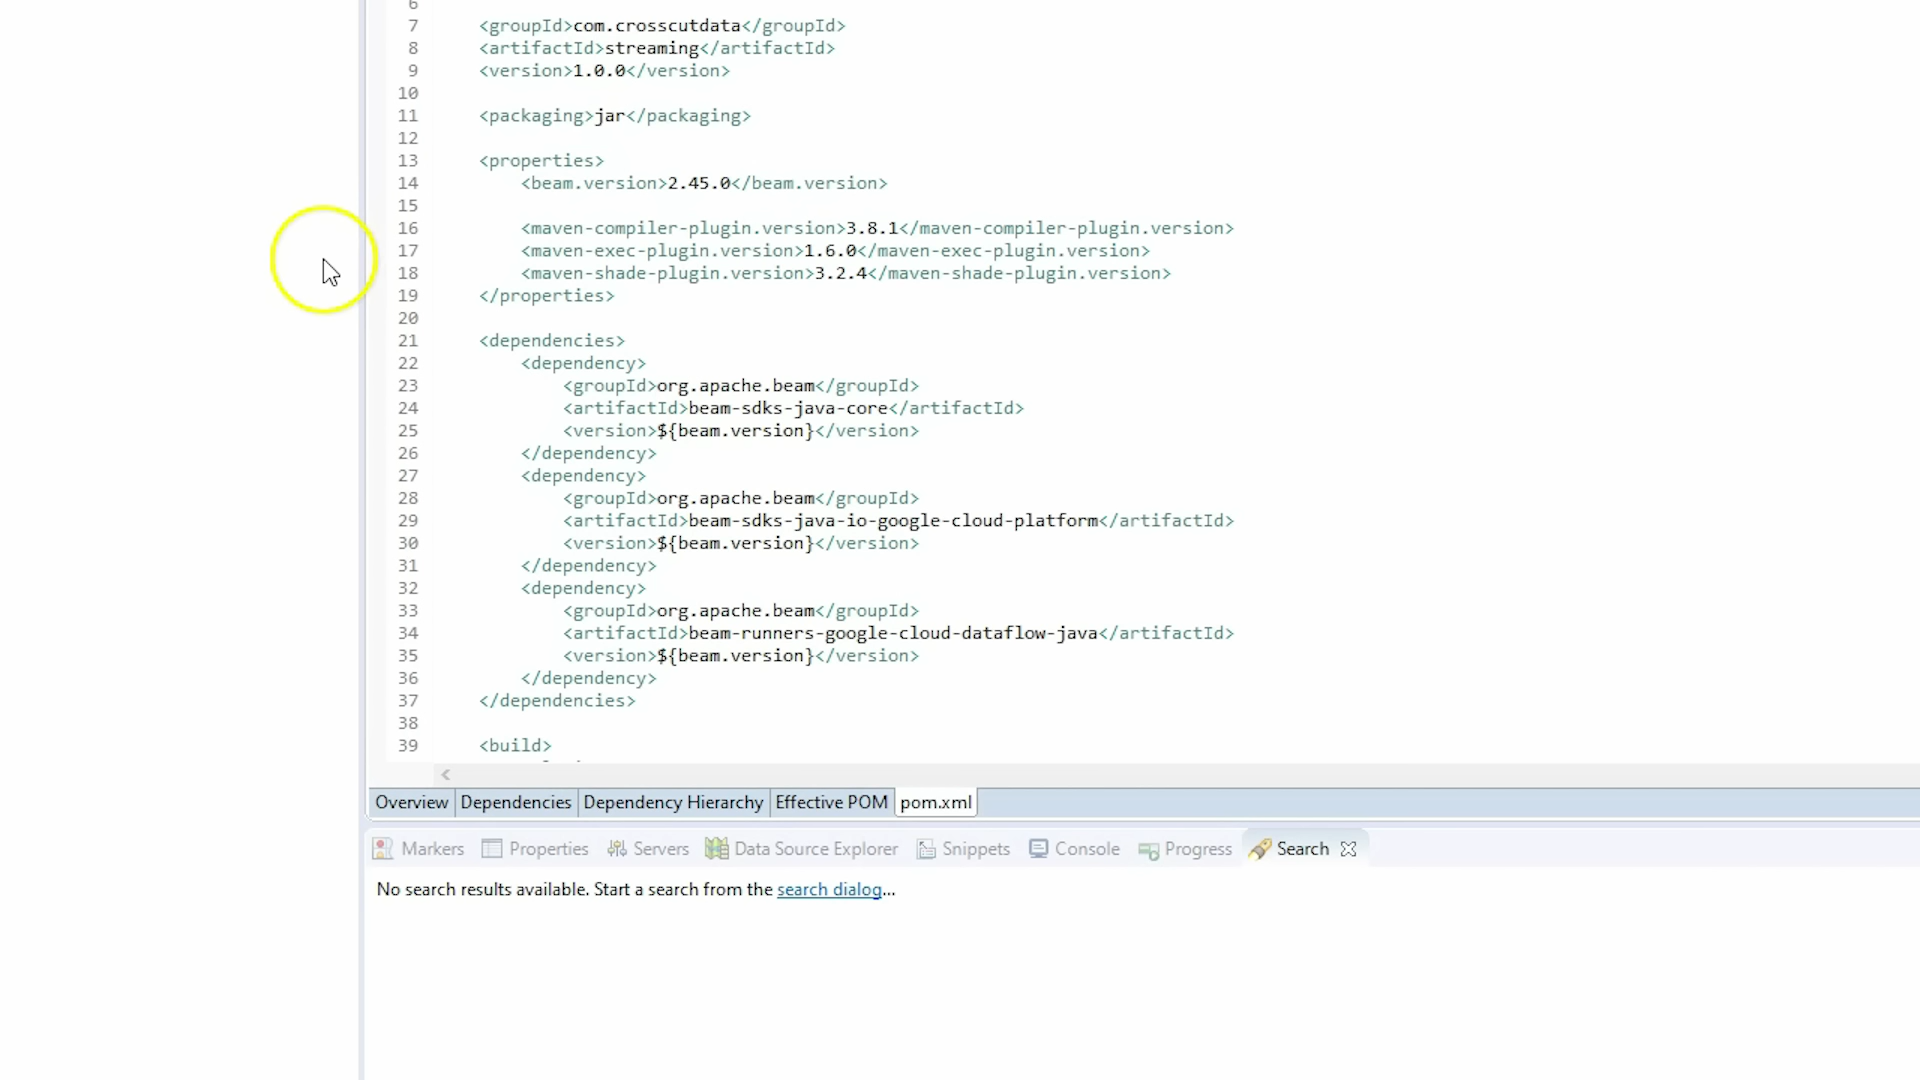 6
7 <groupId>com.crosscutdata</groupId>
8 <artifactId>streaming</artifactId>
9 <version>1.0.0</version>
10
11 <packaging>jar</packaging>
12
13 <properties>
14 <beam.version>2.45.0</beam.version>
15
16 <maven-compiler-plugin.version>3.8.1</maven-compiler-plugin.version>
17 <maven-exec-plugin.version>1.6.0</maven-exec-plugin.version>
18 <maven-shade-plugin.version>3.2.4</maven-shade-plugin.version>
19 </properties>
20
21 <dependencies>
22 <dependency>
23 <groupId>org.apache.beam</groupId>
24 <artifactId>beam-sdks-java-core</artifactId>
25 <version>${beam.version}</version>
26 </dependency>
27 <dependency>
28 <groupId>org.apache.beam</groupId>
29 <artifactId>beam-sdks-java-io-google-cloud-platform</artifactId>
30 <version>${beam.version}</version>
31 </dependency>
32 <dependency>
33 <groupId>org.apache.beam</groupId>
34 <artifactId>beam-runners-google-cloud-dataflow-java</artifactId>
35 <version>${beam.version}</version>
36 </dependency>
37 </dependencies>
38
39 <build>
Overview Dependencies Dependency Hierarchy Effective POM pom.xml
Markers Properties Servers Data Source Explorer Snippets Console Progress Search
No search results available. Start a search from the search dialog...